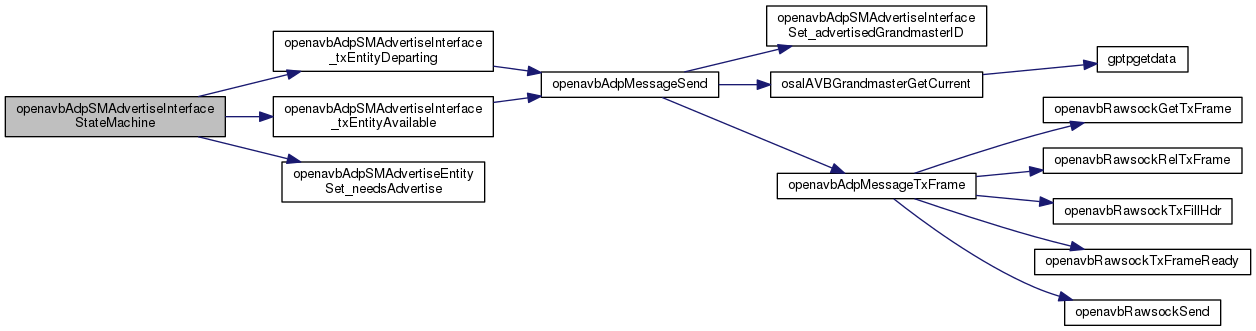 openavbAdpSMAdvertiseInterface
StateMachine
openavbAdpSMAdvertiseInterface
_txEntityDeparting
openavbAdpSMAdvertiseInterface
_txEntityAvailable
openavbAdpSMAdvertiseEntity
Set_needsAdvertise
openavbAdpMessageSend
openavbAdpSMAdvertiseInterface
Set_advertisedGrandmasterID
osalAVBGrandmasterGetCurrent
openavbAdpMessageTxFrame
gptpgetdata
openavbRawsockGetTxFrame
openavbRawsockRelTxFrame
openavbRawsockTxFillHdr
openavbRawsockTxFrameReady
openavbRawsockSend